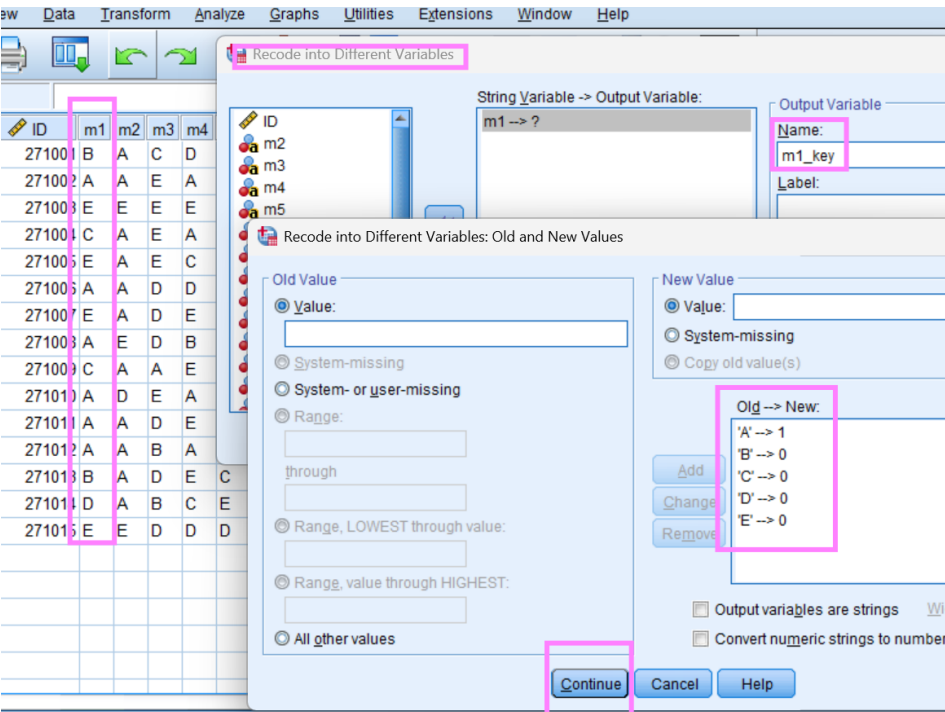 ew Data Transform Analyze Graphs Utilities Extensions Window Help
Recode into Different Variables
ID m1 m2 m3 m4
271001 B A C D
271002 A A E A
271003 E E E E
271004 C A E A
271005 E A E C
271006 A A D D
271007 E A D E
271008 A E D B
271009 C A A E
271010 A D E A
271011 A A D E
271012 A A B A
271013 B A D E C
271014 D A B C E
271015 E E D D D
ID
m2
m3
m4
m5
String Variable -> Output Variable:
m1 --> ?
Output Variable
Name:
m1_key
Label:
Recode into Different Variables: Old and New Values
Old Value
Value:
System-missing
System- or user-missing
Range:
through
Range, LOWEST through value:
Range, value through HIGHEST:
All other values
New Value
Value:
System-missing
Copy old value(s)
Old --> New:
'A' --> 1
'B' --> 0
'C' --> 0
'D' --> 0
'E' --> 0
Add
Change
Remove
Output variables are strings Wi
Convert numeric strings to number
Continue Cancel Help